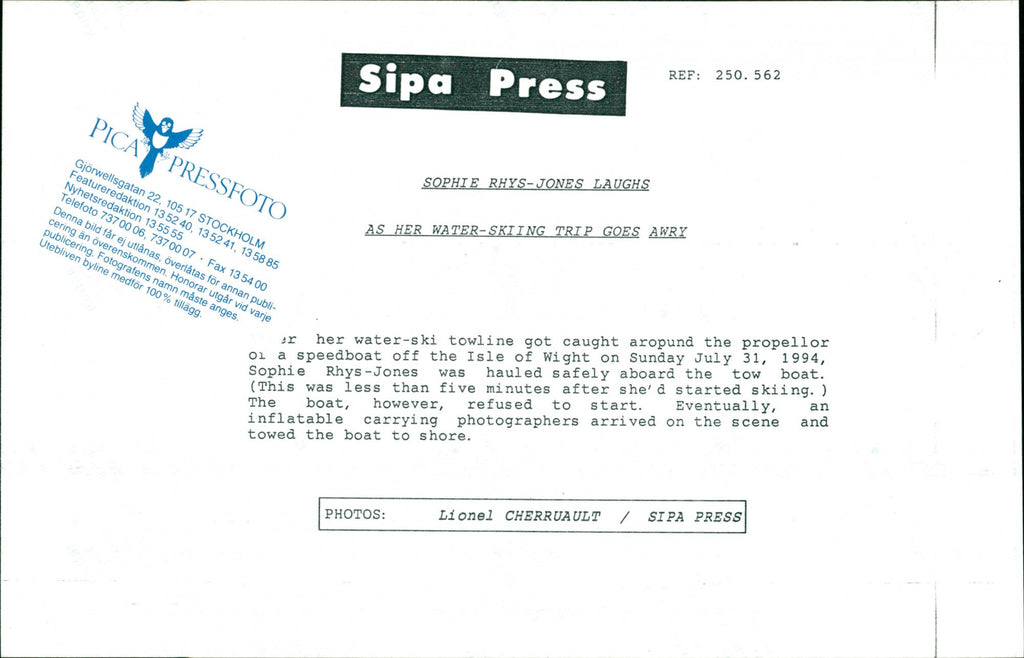 Sipa Press
REF: 250.562
PICA PRESSFOTO
Gjörwellsgatan 22, 105 17 STOCKHOLM
Featureredaktion 13 52 40, 13 52 41, 13 58 85
Nyhetsredaktion 13 55 55
Telefoto 737 00 06, 737 00 07 · Fax 13 54 00
Denna bild får ej utlånas, överlåtas för annan publi-
cering än överenskommen. Honorar utgår vid varje
publicering. Fotografens namn måste anges.
Utebliven byline medför 100% tillägg.
SOPHIE RHYS-JONES LAUGHS
AS HER WATER-SKIING TRIP GOES AWRY
her water-ski towline got caught aropund the propellor
of a speedboat off the Isle of Wight on Sunday July 31, 1994,
Sophie Rhys-Jones was hauled safely aboard the tow boat.
(This was less than five minutes after she'd started skiing.)
The boat, however, refused to start. Eventually, an
inflatable carrying photographers arrived on the scene and
towed the boat to shore.
PHOTOS: Lionel CHERRUAULT / SIPA PRESS